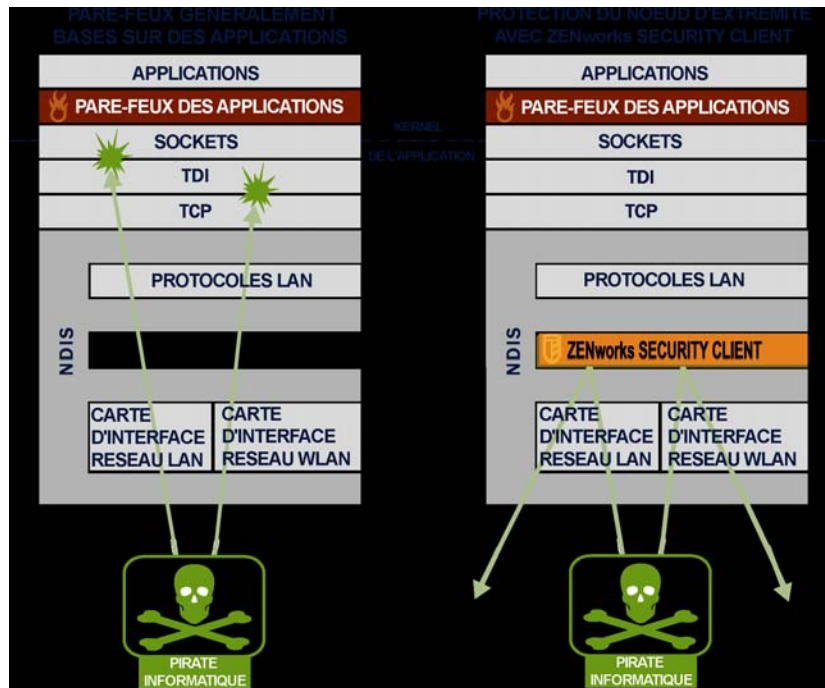 PARE-FEUX GENERALEMENT
BASES SUR DES APPLICATIONS
APPLICATIONS
PARE-FEUX DES APPLICATIONS
SOCKETS
TDI
TCP
PROTOCOLES LAN
NDIS
CARTE
D'INTERFACE
RESEAU LAN
CARTE
D'INTERFACE
RESEAU WLAN
PIRATE
INFORMATIQUE
KERNEL
DE L'APPLICATION
PROTECTION DU NOEUD D'EXTREMITE
AVEC ZENworks SECURITY CLIENT
APPLICATIONS
PARE-FEUX DES APPLICATIONS
SOCKETS
TDI
TCP
PROTOCOLES LAN
NDIS
ZENworks SECURITY CLIENT
CARTE
D'INTERFACE
RESEAU LAN
CARTE
D'INTERFACE
RESEAU WLAN
PIRATE
INFORMATIQUE